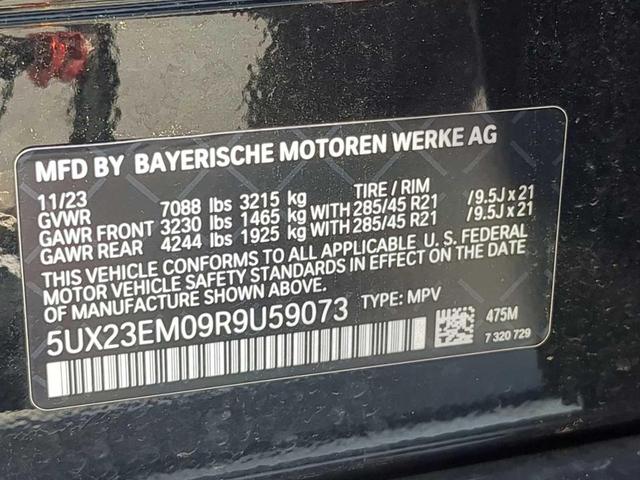 MFD BY BAYERISCHE MOTOREN WERKE AG
11/23 TIRE / RIM
GVWR 7088 lbs 3215 kg
GAWR FRONT 3230 lbs 1465 kg WITH 285/45 R21 /9.5J x 21
GAWR REAR 4244 lbs 1925 kg WITH 285/45 R21 /9.5J x 21
THIS VEHICLE CONFORMS TO ALL APPLICABLE U. S. FEDERAL
MOTOR VEHICLE SAFETY STANDARDS IN EFFECT ON THE DATE
OF MANUFACTURE SHOWN ABOVE.
5UX23EM09R9U59073 TYPE: MPV
475M
7 320 729